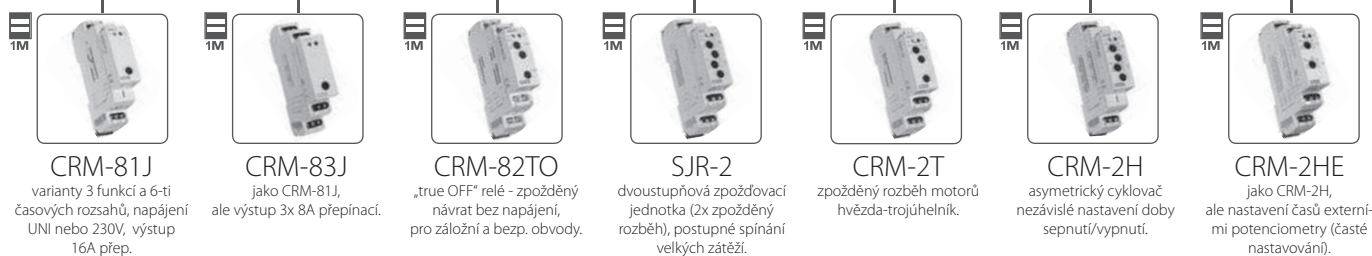 1M
CRM-81J
varianty 3 funkcí a 6-ti
časových rozsahů, napájení
UNI nebo 230V, výstup
16A přep.
1M
CRM-83J
jako CRM-81J,
ale výstup 3x 8A přepínací.
1M
CRM-82TO
„true OFF“ relé - zpožděný
návrat bez napájení,
pro záložní a bezp. obvody.
1M
SJR-2
dvoustupňová zpožďovací
jednotka (2x zpožděný
rozběh), postupné spínání
velkých zátěží.
1M
CRM-2T
zpožděný rozběh motorů
hvězda-trojúhelník.
1M
CRM-2H
asymetrický cyklovač
nezávislé nastavení doby
sepnutí/vypnutí.
1M
CRM-2HE
jako CRM-2H,
ale nastavení časů externí-
mi potenciometry (časté
nastavování).